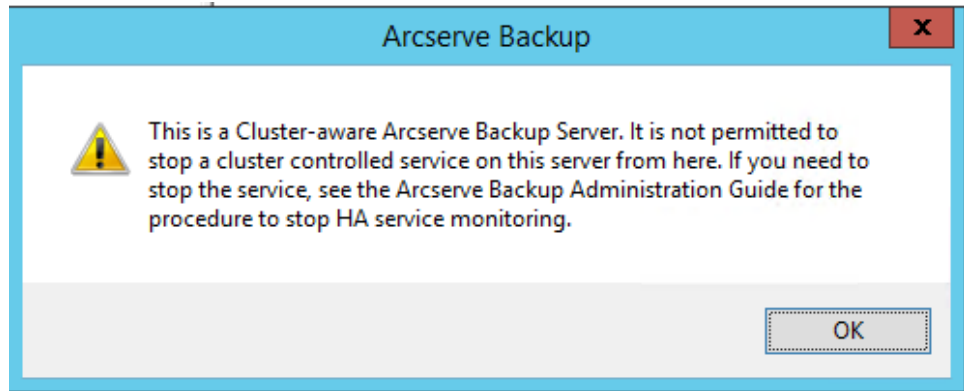 Arcserve Backup
x
This is a Cluster-aware Arcserve Backup Server. It is not permitted to
stop a cluster controlled service on this server from here. If you need to
stop the service, see the Arcserve Backup Administration Guide for the
procedure to stop HA service monitoring.
OK